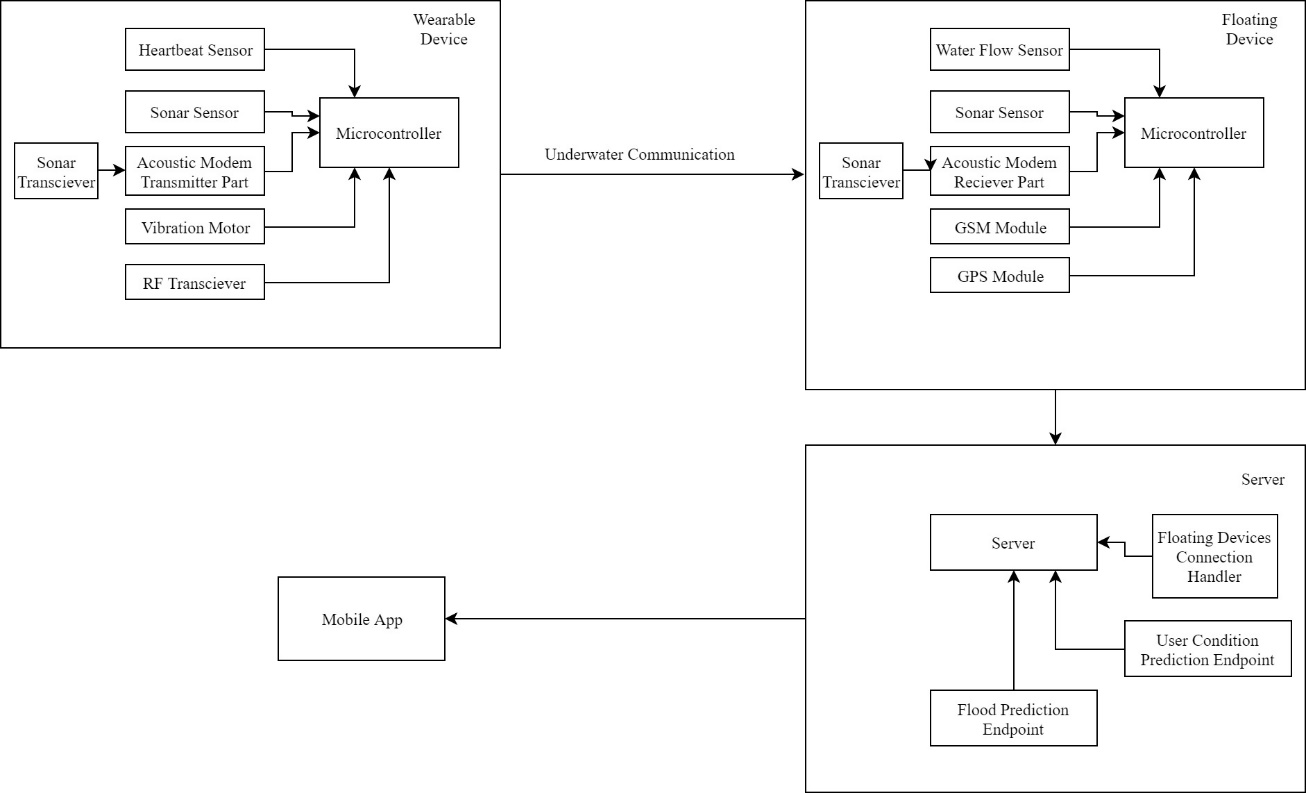 Wearable
Device
Heartbeat Sensor
Sonar Sensor
Microcontroller
Sonar
Transciever
Acoustic Modem
Transmitter Part
Vibration Motor
RF Transciever
Underwater Communication
Floating
Device
Water Flow Sensor
Sonar Sensor
Microcontroller
Sonar
Transciever
Acoustic Modem
Reciever Part
GSM Module
GPS Module
Server
Server
Floating Devices
Connection
Handler
User Condition
Prediction Endpoint
Flood Prediction
Endpoint
Mobile App